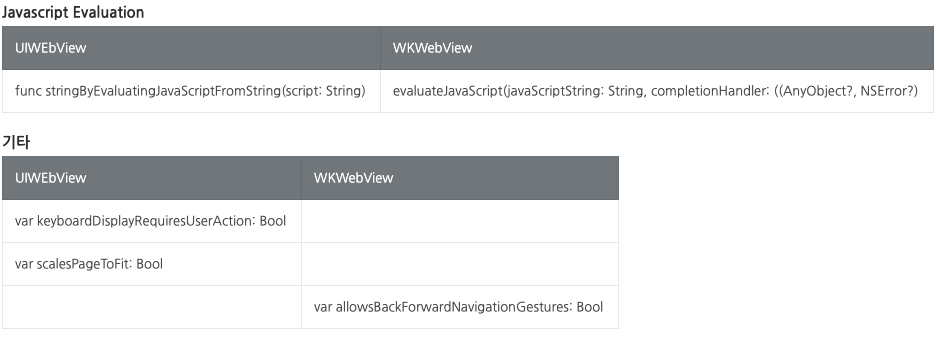 Javascript Evaluation
UIWEbView WKWebView
func stringByEvaluatingJavaScriptFromString(script: String) evaluateJavaScript(javaScriptString: String, completionHandler: ((AnyObject?, NSError?)
기타
UIWEbView WKWebView
var keyboardDisplayRequiresUserAction: Bool
var scalesPageToFit: Bool
var allowsBackForwardNavigationGestures: Bool